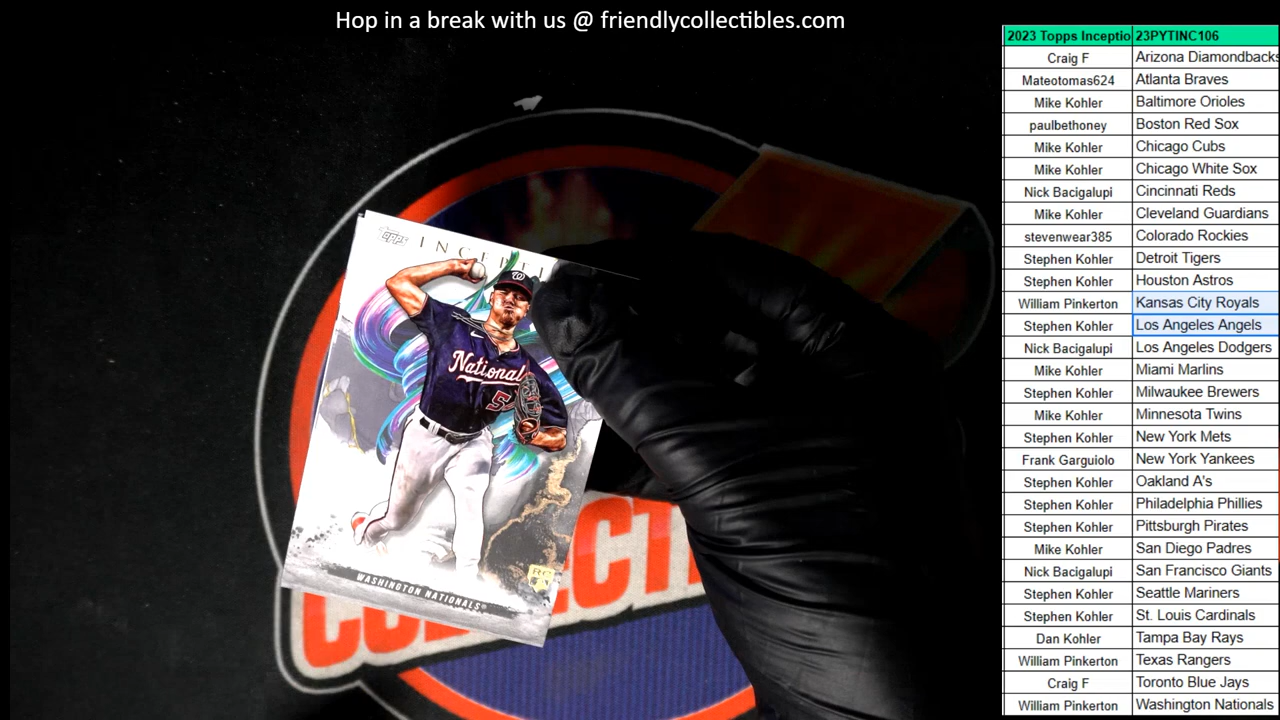 Hop in a break with us @ friendlycollectibles.com
2023 Topps Inceptio 23PYTINC106
Craig F Arizona Diamondbacks
Mateotomas624 Atlanta Braves
Mike Kohler Baltimore Orioles
paulbethoney Boston Red Sox
Mike Kohler Chicago Cubs
Mike Kohler Chicago White Sox
Nick Bacigalupi Cincinnati Reds
Mike Kohler Cleveland Guardians
stevenwear385 Colorado Rockies
Stephen Kohler Detroit Tigers
Stephen Kohler Houston Astros
William Pinkerton Kansas City Royals
Stephen Kohler Los Angeles Angels
Nick Bacigalupi Los Angeles Dodgers
Mike Kohler Miami Marlins
Stephen Kohler Milwaukee Brewers
Mike Kohler Minnesota Twins
Stephen Kohler New York Mets
Frank Garguiolo New York Yankees
Stephen Kohler Oakland A's
Stephen Kohler Philadelphia Phillies
Stephen Kohler Pittsburgh Pirates
Mike Kohler San Diego Padres
Nick Bacigalupi San Francisco Giants
Stephen Kohler Seattle Mariners
Stephen Kohler St. Louis Cardinals
Dan Kohler Tampa Bay Rays
William Pinkerton Texas Rangers
Craig F Toronto Blue Jays
William Pinkerton Washington Nationals
Topps INCEPTI
W
Nationals
5
WASHINGTON NATIONALS®
RC